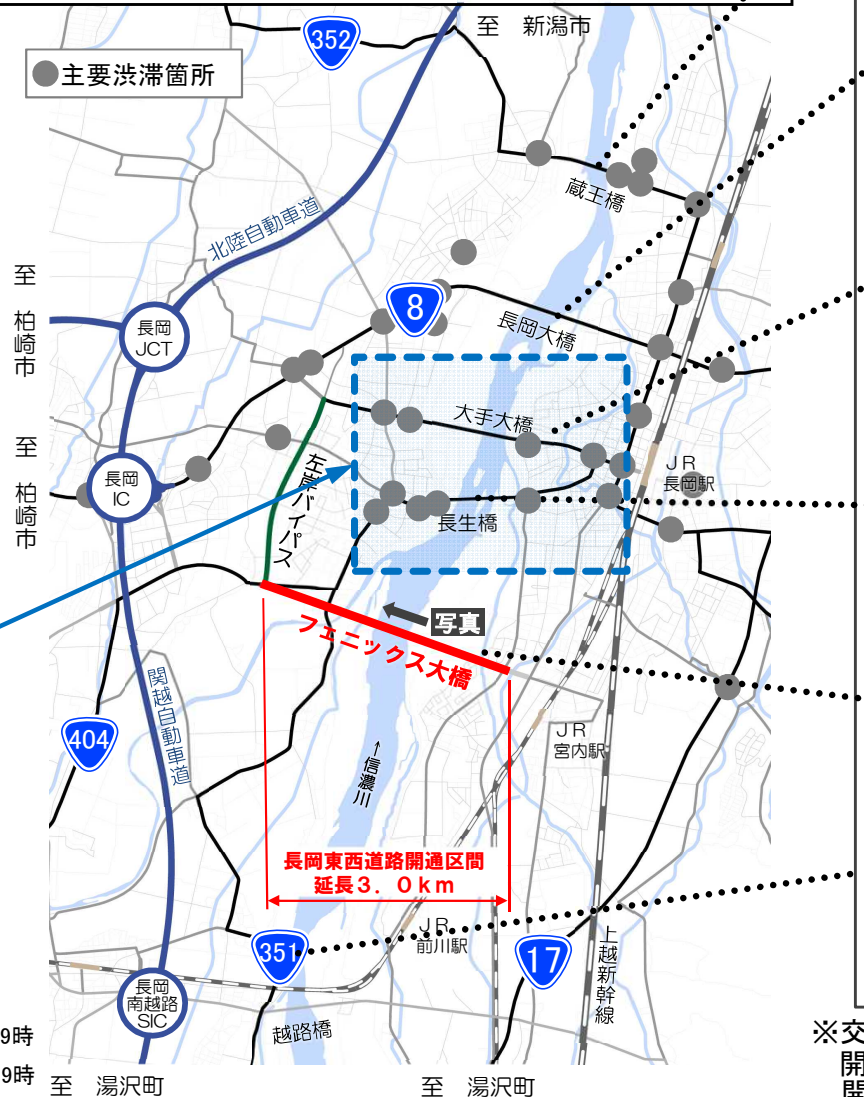 352
至 新潟市
主要渋滞箇所
蔵王橋
北陸自動車道
至
柏崎市
長岡
JCT
8
長岡大橋
大手大橋
至
柏崎市
長岡
IC
左岸バイパス
JR
長岡駅
長生橋
写真
フェニックス大橋
関越自動車道
404
JR
宮内駅
↑信濃川
長岡東西道路開通区間
延長3.0km
JR
前川駅
351
17
上越新幹線
長岡
南越路
SIC
越路橋
9時
9時
至 湯沢町
至 湯沢町
※交
開
開